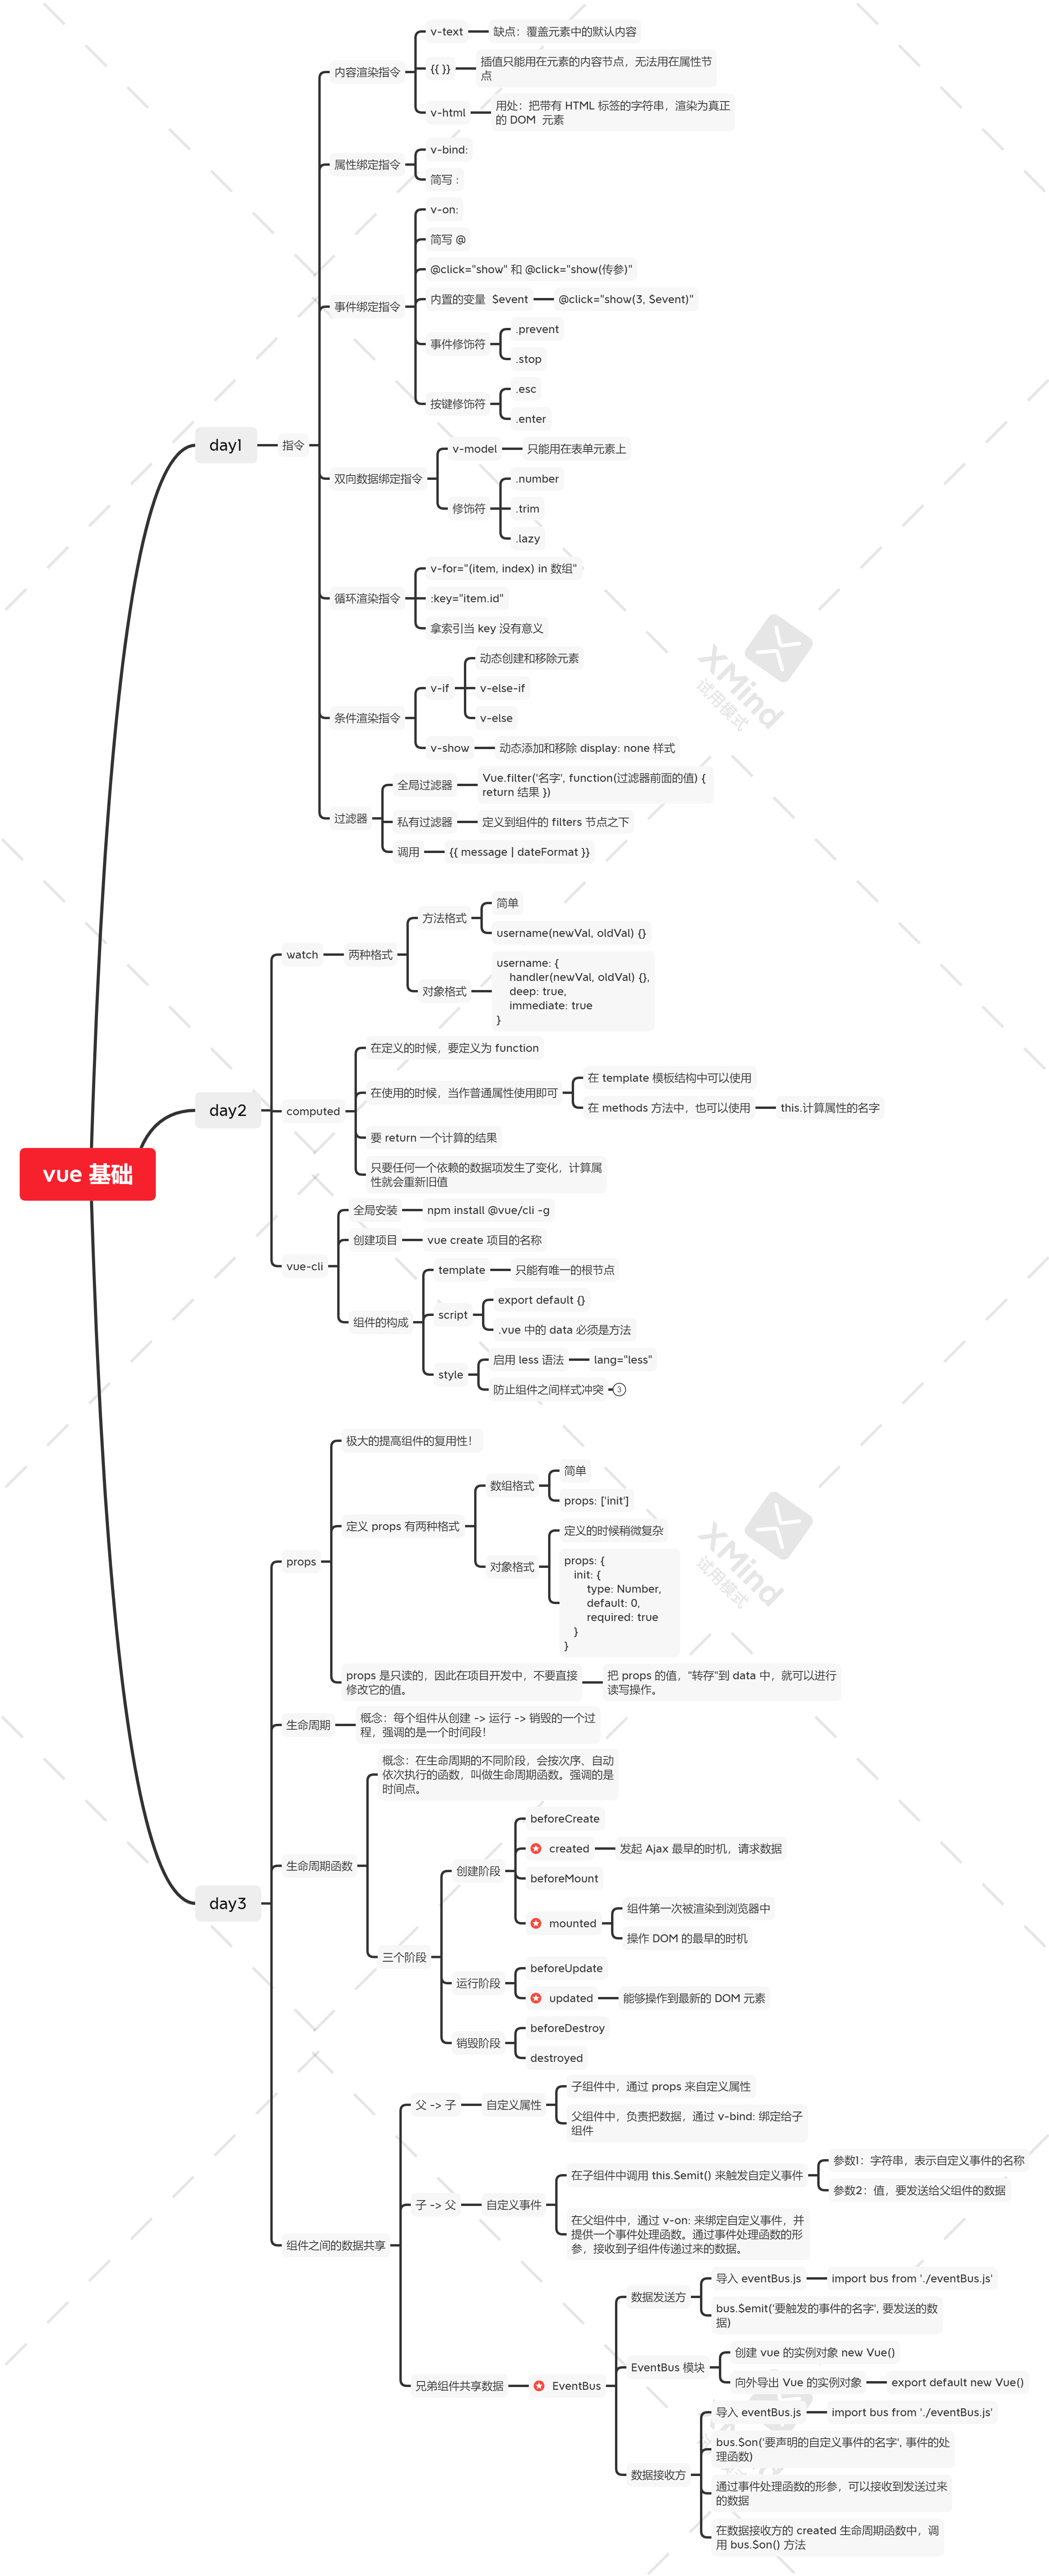 vue 基础
day1
指令
内容渲染指令
v-text
缺点：覆盖元素中的默认内容
{{ }}
插值只能用在元素的内容节点，无法用在属性节
点
v-html
用处：把带有 HTML 标签的字符串，渲染为真正
的 DOM 元素
属性绑定指令
v-bind:
简写 :
事件绑定指令
v-on:
简写 @
@click="show" 和 @click="show(传参)"
内置的变量 $event
@click="show(3, $event)"
事件修饰符
.prevent
.stop
按键修饰符
.esc
.enter
双向数据绑定指令
v-model
只能用在表单元素上
修饰符
.number
.trim
.lazy
循环渲染指令
v-for="(item, index) in 数组"
:key="item.id"
拿索引当 key 没有意义
条件渲染指令
v-if
动态创建和移除元素
v-else-if
v-else
v-show
动态添加和移除 display: none 样式
过滤器
全局过滤器
Vue.filter('名字', function(过滤器前面的值) {
return 结果 })
私有过滤器
定义到组件的 filters 节点之下
调用
{{ message | dateFormat }}
day2
watch
两种格式
方法格式
简单
username(newVal, oldVal) {}
对象格式
username: {
handler(newVal, oldVal) {},
deep: true,
immediate: true
}
computed
在定义的时候，要定义为 function
在使用的时候，当作普通属性使用即可
在 template 模板结构中可以使用
在 methods 方法中，也可以使用
this.计算属性的名字
要 return 一个计算的结果
只要任何一个依赖的数据项发生了变化，计算属
性就会重新旧值
vue-cli
全局安装
npm install @vue/cli -g
创建项目
vue create 项目的名称
组件的构成
template
只能有唯一的根节点
script
export default {}
.vue 中的 data 必须是方法
style
启用 less 语法
lang="less"
防止组件之间样式冲突
3
day3
props
极大的提高组件的复用性！
定义 props 有两种格式
数组格式
简单
props: ['init']
对象格式
定义的时候稍微复杂
props: {
init: {
type: Number,
default: 0,
required: true
}
}
props 是只读的，因此在项目开发中，不要直接
修改它的值。
把 props 的值，"转存"到 data 中，就可以进行
读写操作。
生命周期
概念：每个组件从创建 -> 运行 -> 销毁的一个过
程，强调的是一个时间段！
生命周期函数
概念：在生命周期的不同阶段，会按次序、自动
依次执行的函数，叫做生命周期函数。强调的是
时间点。
三个阶段
创建阶段
beforeCreate
created
发起 Ajax 最早的时机，请求数据
beforeMount
mounted
组件第一次被渲染到浏览器中
操作 DOM 的最早的时机
运行阶段
beforeUpdate
updated
能够操作到最新的 DOM 元素
销毁阶段
beforeDestroy
destroyed
组件之间的数据共享
父 -> 子
自定义属性
子组件中，通过 props 来自定义属性
父组件中，负责把数据，通过 v-bind: 绑定给子
组件
子 -> 父
自定义事件
在子组件中调用 this.$emit() 来触发自定义事件
参数1：字符串，表示自定义事件的名称
参数2：值，要发送给父组件的数据
在父组件中，通过 v-on: 来绑定自定义事件，并
提供一个事件处理函数。通过事件处理函数的形
参，接收到子组件传递过来的数据。
兄弟组件共享数据
EventBus
数据发送方
导入 eventBus.js
import bus from './eventBus.js'
bus.$emit('要触发的事件的名字', 要发送的数
据)
EventBus 模块
创建 vue 的实例对象 new Vue()
向外导出 Vue 的实例对象
export default new Vue()
数据接收方
导入 eventBus.js
import bus from './eventBus.js'
bus.$on('要声明的自定义事件的名字', 事件的处
理函数)
通过事件处理函数的形参，可以接收到发送过来
的数据
在数据接收方的 created 生命周期函数中，调
用 bus.$on() 方法
XMind
试用模式
XMind
试用模式